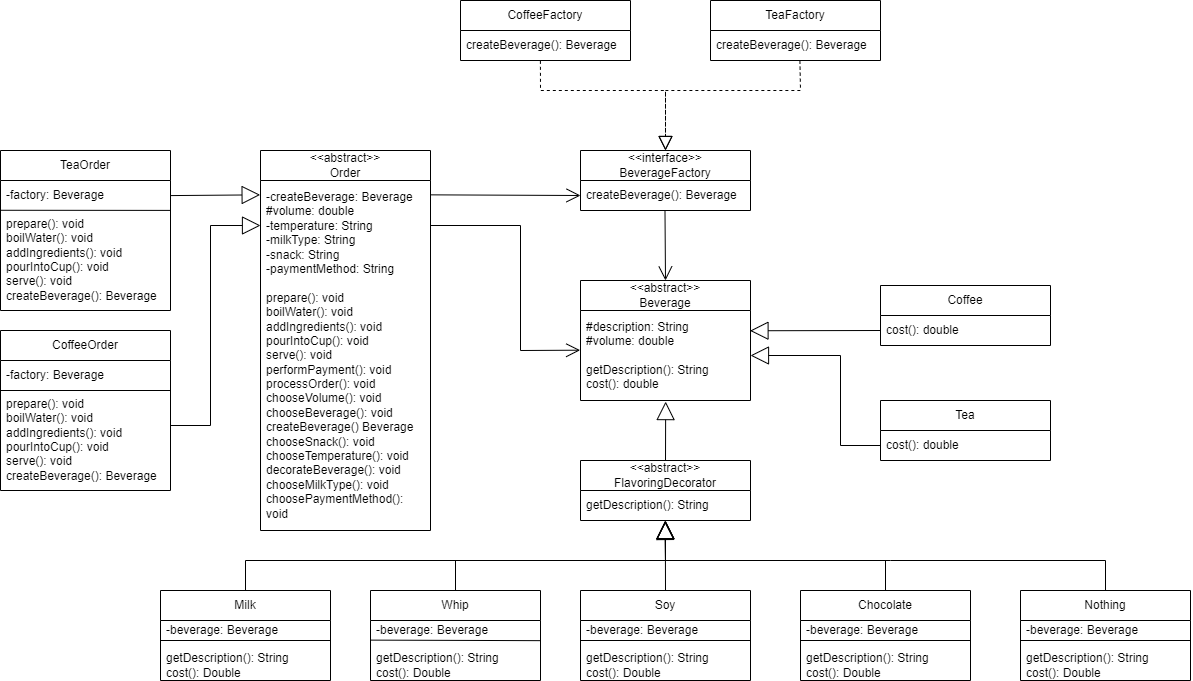 CoffeeFactory
createBeverage(): Beverage
TeaFactory
createBeverage(): Beverage
TeaOrder
-factory: Beverage
prepare(): void
boilWater(): void
addIngredients(): void
pourIntoCup(): void
serve(): void
createBeverage(): Beverage
CoffeeOrder
-factory: Beverage
prepare(): void
boilWater(): void
addIngredients(): void
pourIntoCup(): void
serve(): void
createBeverage(): Beverage
<<abstract>>
Order
-createBeverage: Beverage
#volume: double
-temperature: String
-milkType: String
-snack: String
-paymentMethod: String
prepare(): void
boilWater(): void
addIngredients(): void
pourIntoCup(): void
serve(): void
performPayment(): void
processOrder(): void
chooseVolume(): void
chooseBeverage(): void
createBeverage() Beverage
chooseSnack(): void
chooseTemperature(): void
decorateBeverage(): void
chooseMilkType(): void
choosePaymentMethod():
void
<<interface>>
BeverageFactory
createBeverage(): Beverage
<<abstract>>
Beverage
#description: String
#volume: double
getDescription(): String
cost(): double
Coffee
cost(): double
Tea
cost(): double
<<abstract>>
FlavoringDecorator
getDescription(): String
Milk
-beverage: Beverage
getDescription(): String
cost(): Double
Whip
-beverage: Beverage
getDescription(): String
cost(): Double
Soy
-beverage: Beverage
getDescription(): String
cost(): Double
Chocolate
-beverage: Beverage
getDescription(): String
cost(): Double
Nothing
-beverage: Beverage
getDescription(): String
cost(): Double